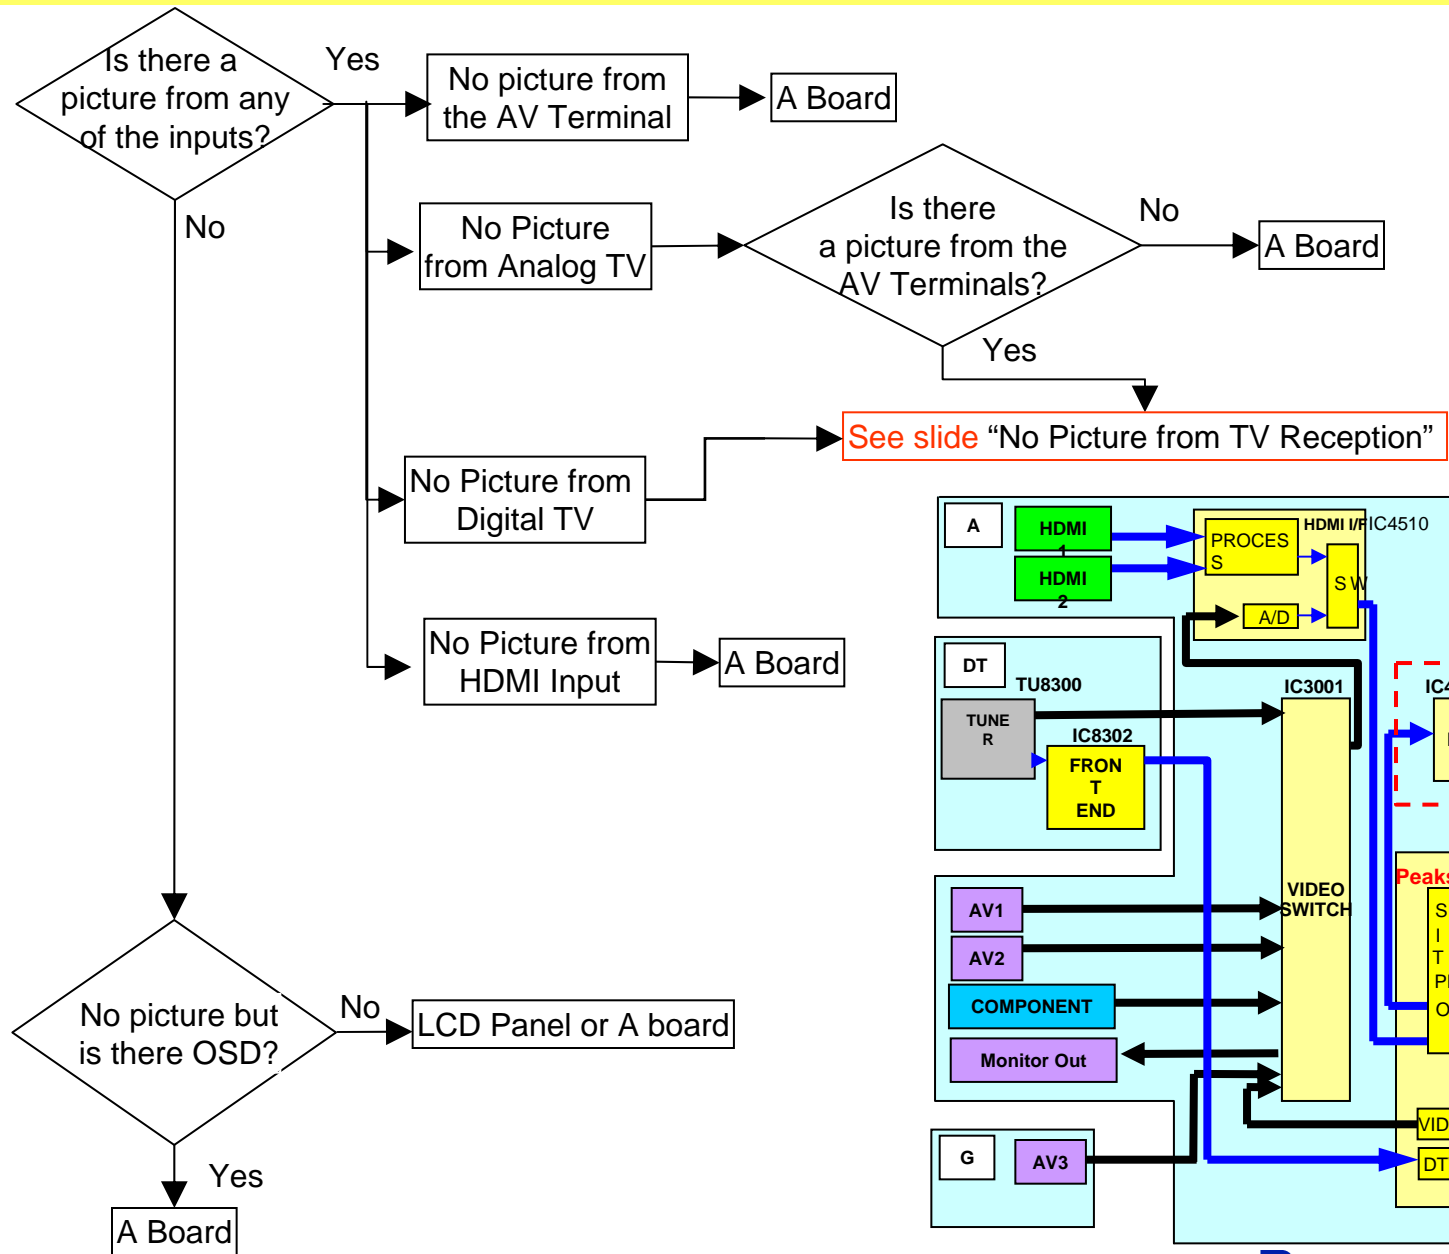 Is there a
picture from any
of the inputs?
Yes
No picture from
the AV Terminal
A Board
No
No Picture
from Analog TV
Is there
a picture from the
AV Terminals?
No
A Board
Yes
See slide “No Picture from TV Reception”
No Picture from
Digital TV
No Picture from
HDMI Input
A Board
No picture but
is there OSD?
No
LCD Panel or A board
Yes
A Board
A
HDMI
1
HDMI
2
HDMI I/F
IC4510
PROCES
S
S W
A/D
DT
TU8300
TUNE
R
IC8302
FRON
T
END
IC3001
VIDEO
SWITCH
AV1
AV2
COMPONENT
Monitor Out
G
AV3
Peaks
S
I
T
O
VID
DT